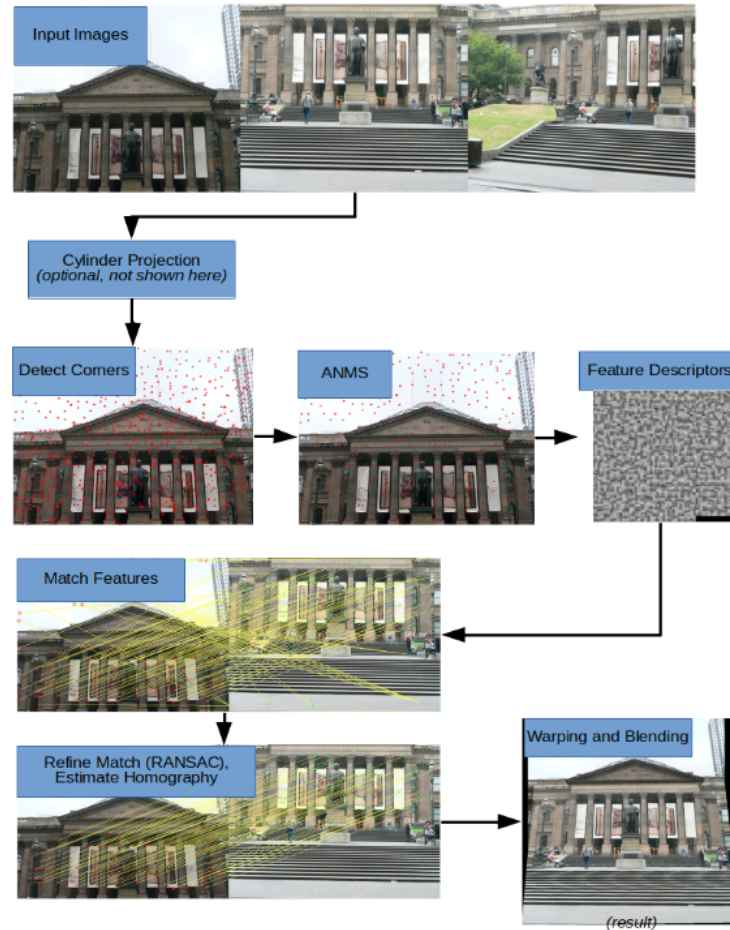 Input Images
Cylinder Projection
(optional, not shown here)
Detect Corners
ANMS
Feature Descriptors
Match Features
Refine Match (RANSAC),
Estimate Homography
Warping and Blending
(result)